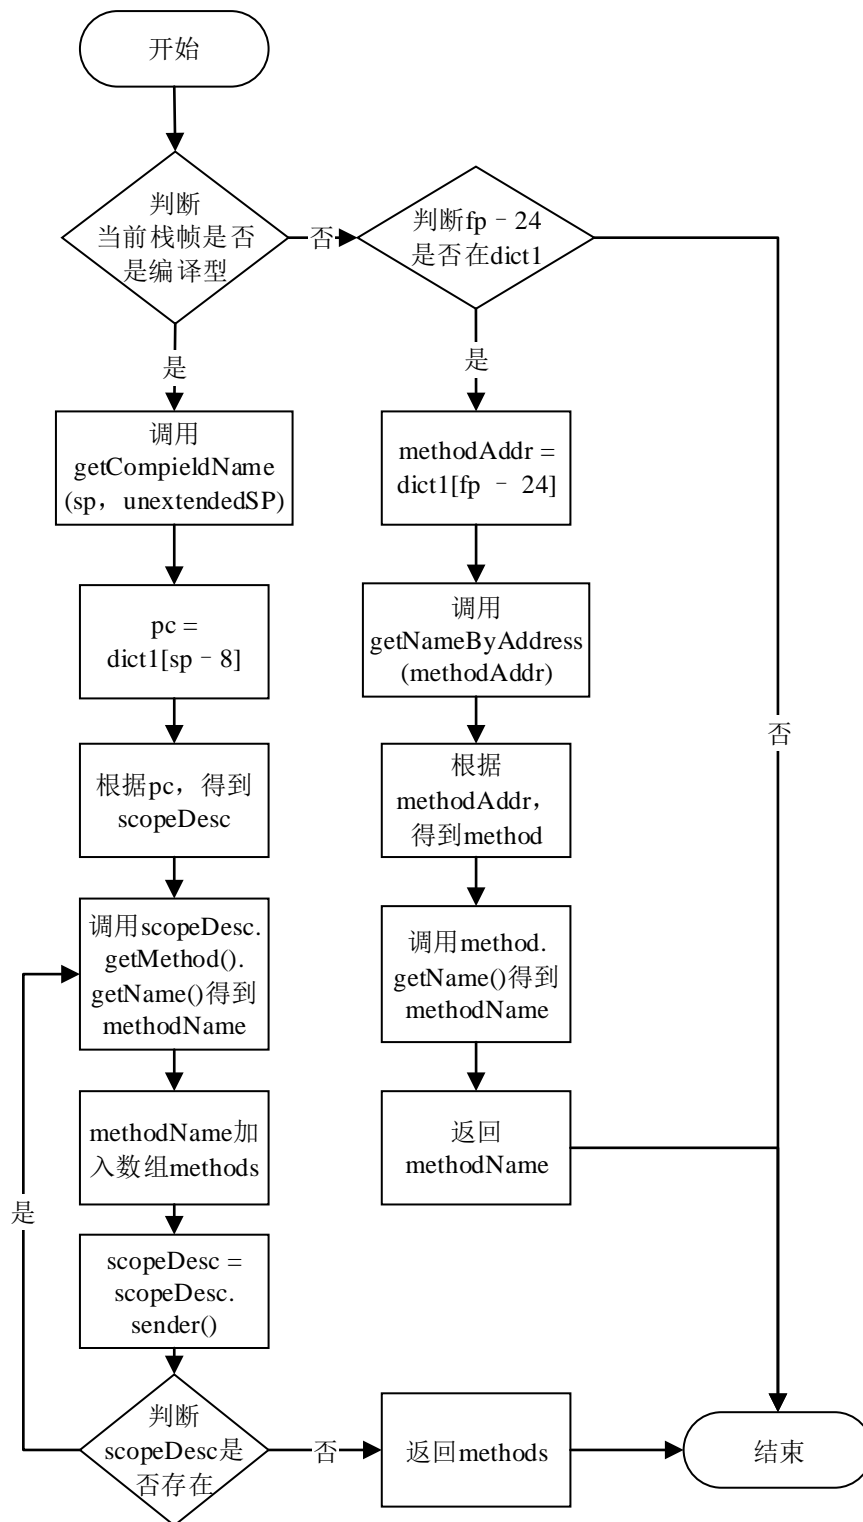 开始
判断
当前栈帧是否
是编译型
否
判断fp - 24
是否在dict1
是
是
调用
getCompieldName
(sp，unextendedSP)
methodAddr =
dict1[fp - 24]
pc =
dict1[sp - 8]
调用
getNameByAddress
(methodAddr)
否
根据pc，得到
scopeDesc
根据
methodAddr，
得到method
调用scopeDesc.
getMethod().
getName()得到
methodName
调用method.
getName()得到
methodName
methodName加
入数组methods
返回
methodName
是
scopeDesc =
scopeDesc.
sender()
判断
scopeDesc是
否存在
否
返回methods
结束